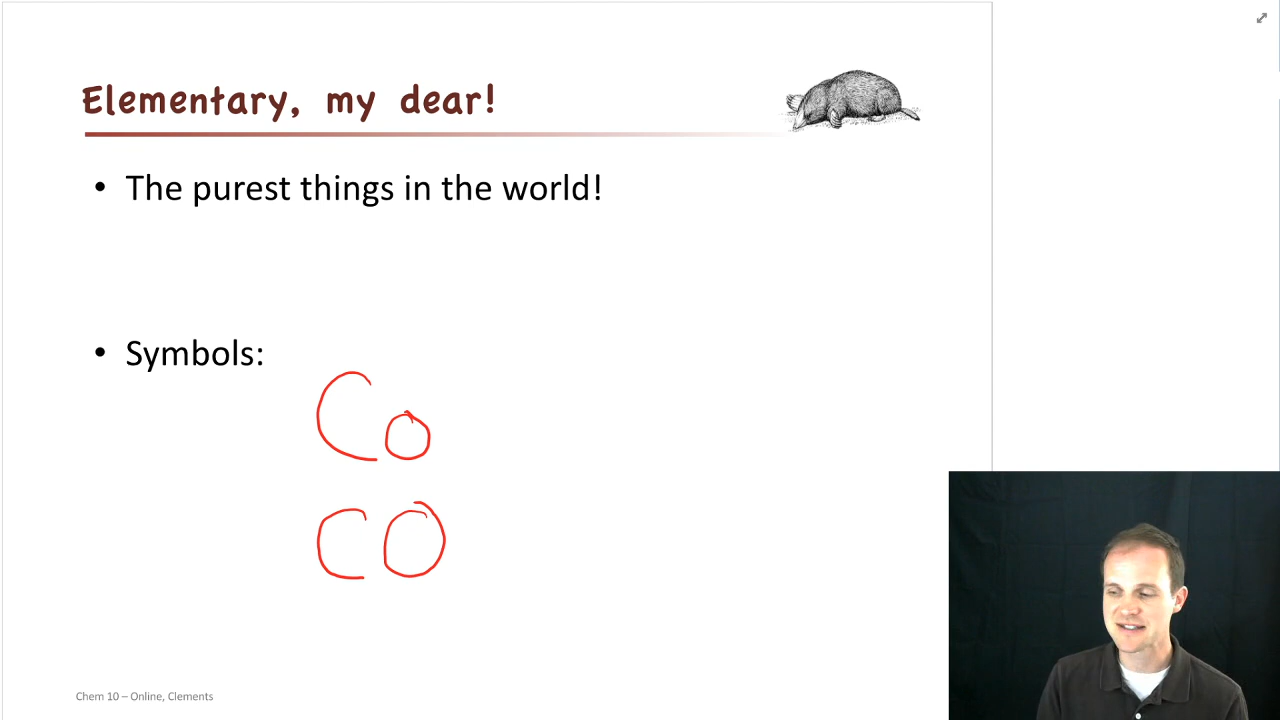 Elementary, my dear!
• The purest things in the world!
• Symbols:
Co
CO
Chem 10 – Online, Clements